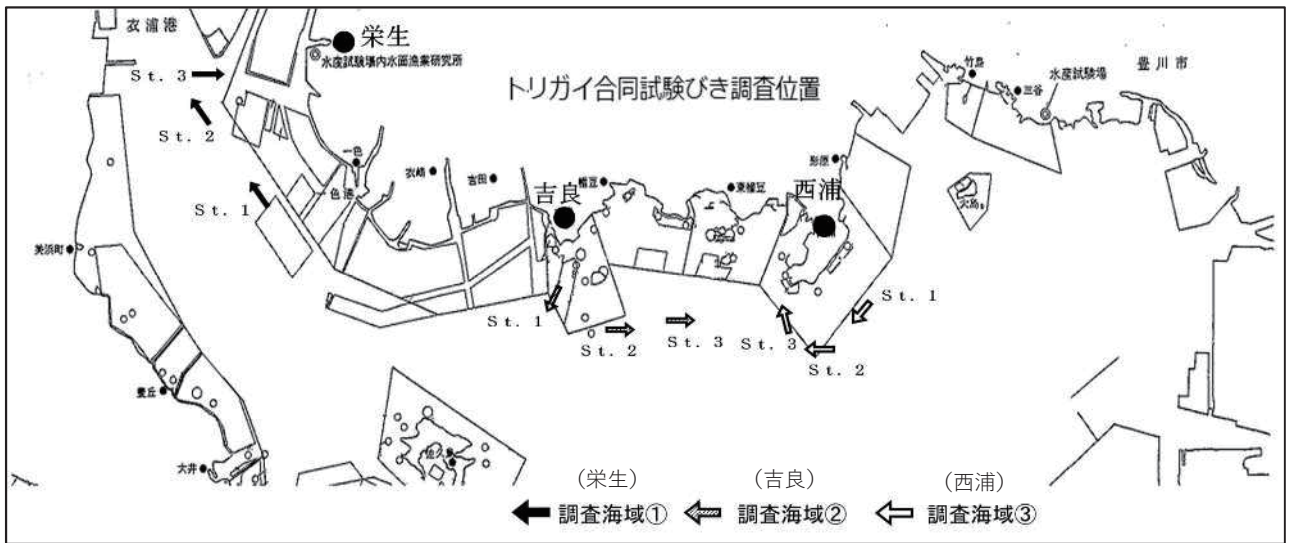 衣浦港
栄生
水産試験場内水面漁業研究所
St. 3
St. 2
トリガイ合同試験びき調査位置
竹島
三谷
水産試験場
豊川市
一色
一色港
衣崎
吉田
吉良
幡豆
東幡豆
西浦
形原
大島
St. 1
美浜町
St. 1
St. 2
St. 3
St. 3
St. 1
St. 2
豊丘
大井
佐久島
(栄生)
(吉良)
(西浦)
調査海域①
調査海域②
調査海域③